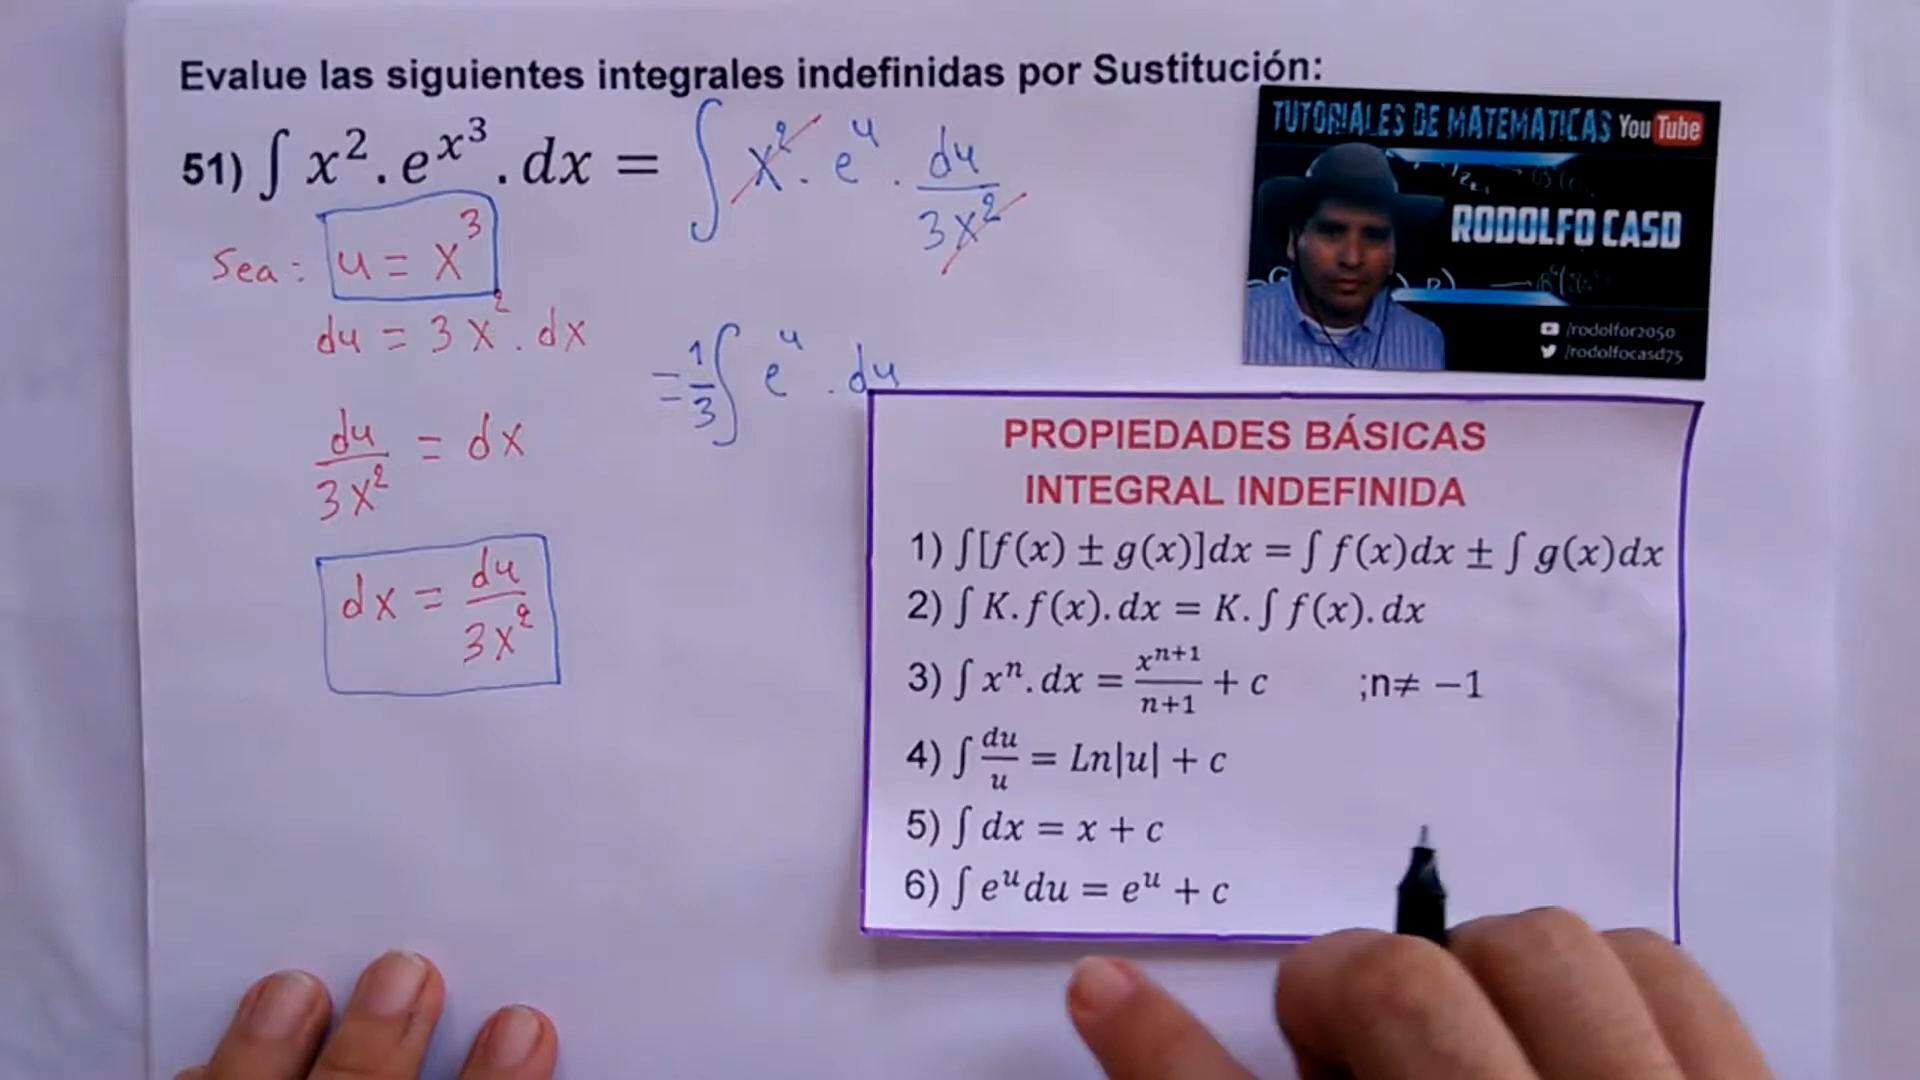 Evalue las siguientes integrales indefinidas por Sustitución:
51) ∫ x². e^(x³) . dx = ∫ x² . e^u . du/3x²
Sea: u = x³
du = 3x² . dx
du/3x² = dx
dx = du/3x²
= 1/3 ∫ e^u . du
TUTORIALES DE MATEMATICAS YouTube
RODOLFO CASD
/rodolfor2050
/rodolfocasd75
PROPIEDADES BÁSICAS
INTEGRAL INDEFINIDA
1) ∫[f(x) ± g(x)]dx = ∫ f(x)dx ± ∫ g(x)dx
2) ∫ K. f(x). dx = K. ∫ f(x). dx
3) ∫ xⁿ. dx = x^(n+1)/(n+1) + c ;n≠ −1
4) ∫ du/u = Ln|u| + c
5) ∫ dx = x + c
6) ∫ e^u du = e^u + c